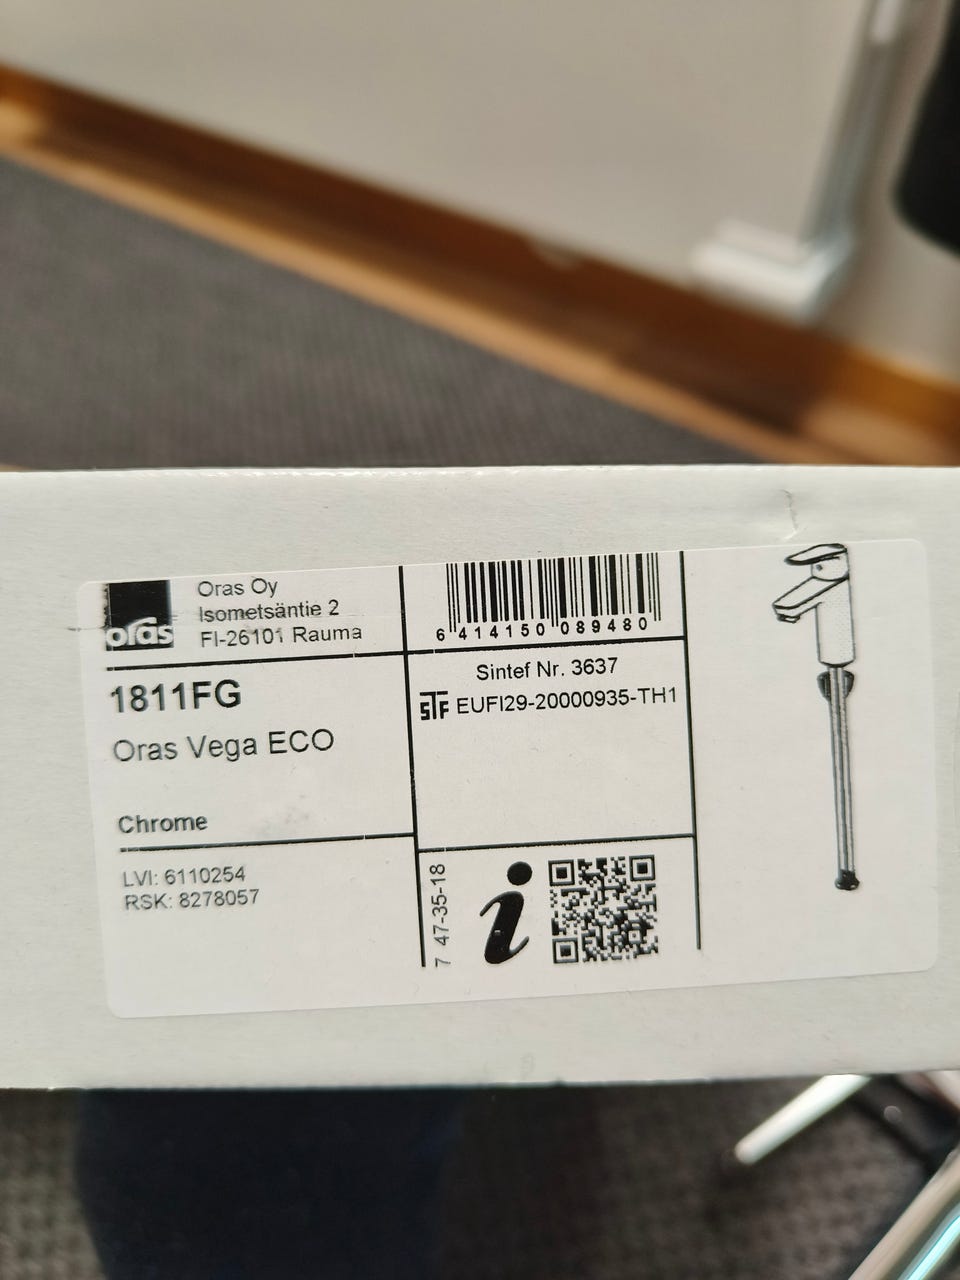 oras
Oras Oy
Isometsäntie 2
FI-26101 Rauma
6 414150 089480
1811FG
Oras Vega ECO
Chrome
LVI: 6110254
RSK: 8278057
Sintef Nr. 3637
STF EUFI29-20000935-TH1
7 47-35-18
i